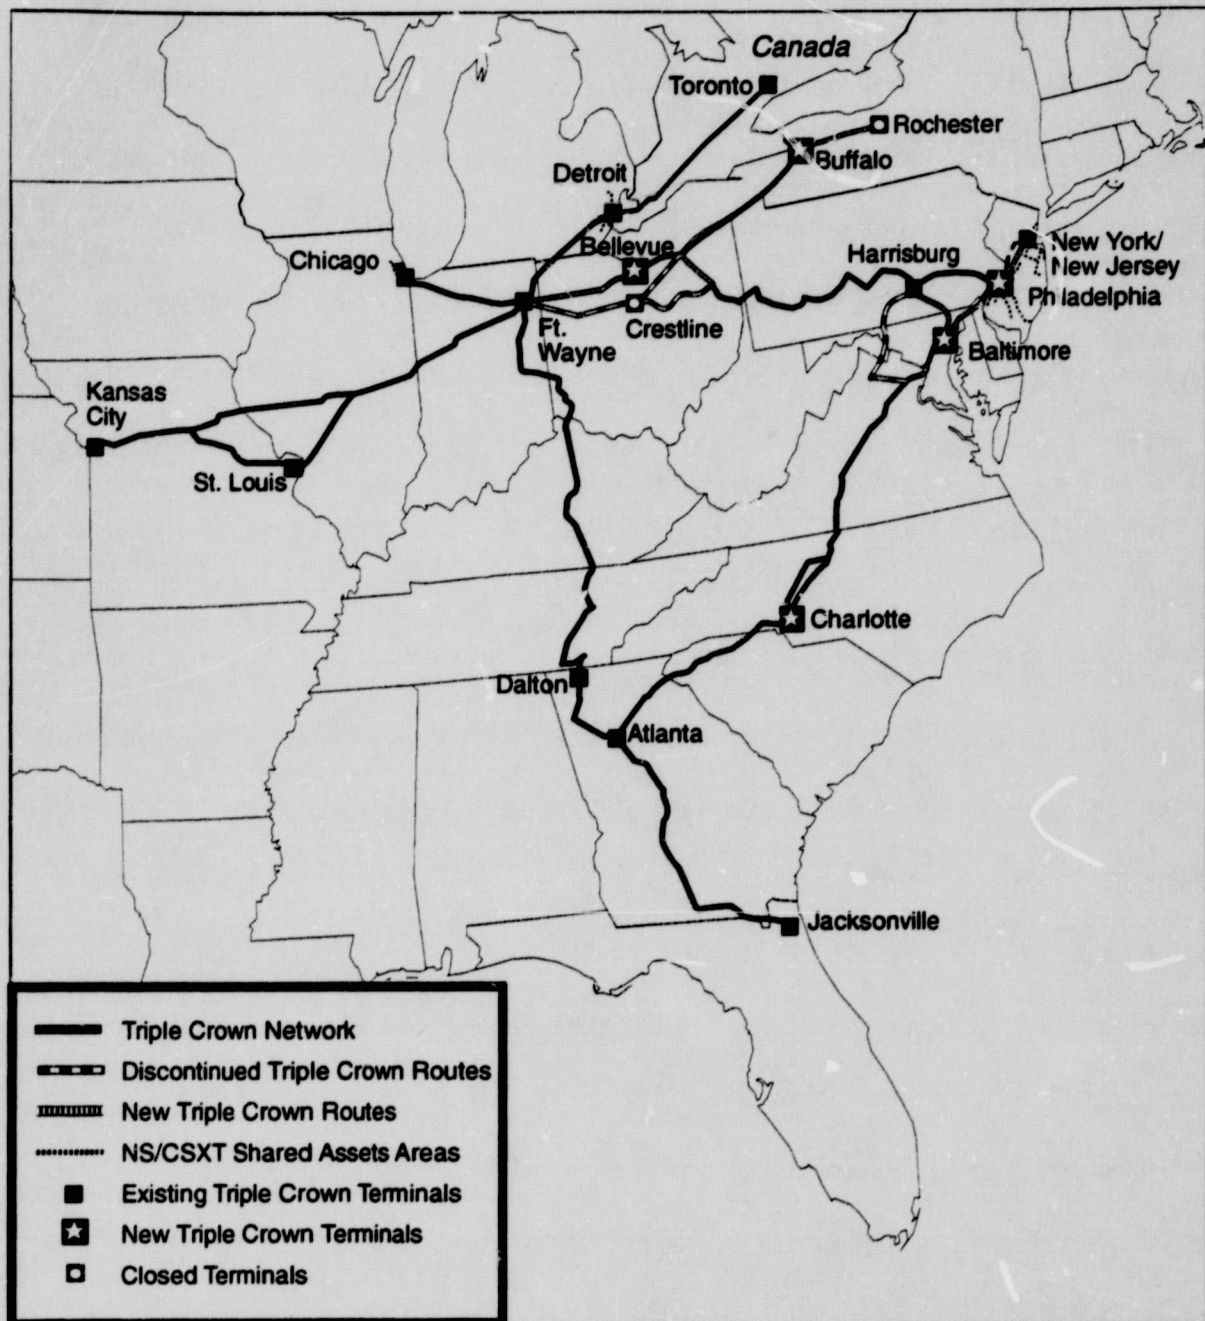 Canada
Toronto
Rochester
Buffalo
Detroit
Bellevue
Chicago
Harrisburg
New York/
New Jersey
Philadelphia
Ft.
Wayne
Crestline
Baltimore
Kansas
City
St. Louis
Charlotte
Dalton
Atlanta
Jacksonville
Triple Crown Network
Discontinued Triple Crown Routes
New Triple Crown Routes
NS/CSXT Shared Assets Areas
Existing Triple Crown Terminals
New Triple Crown Terminals
Closed Terminals